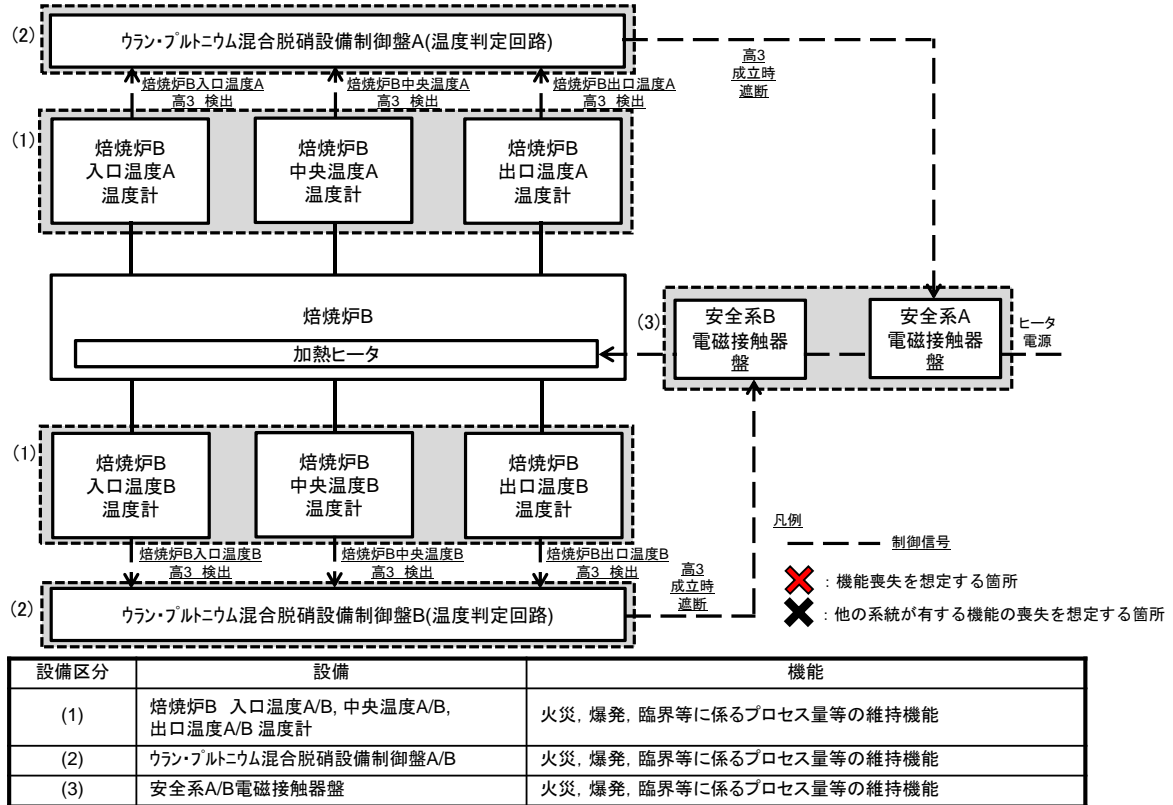 (2)
ウラン・プルトニウム混合脱硝設備制御盤A(温度判定回路)
高3
成立時
遮断
焙焼炉B入口温度A
高3 検出
焙焼炉B中央温度A
高3 検出
焙焼炉B出口温度A
高3 検出
(1)
焙焼炉B
入口温度A
温度計
焙焼炉B
中央温度A
温度計
焙焼炉B
出口温度A
温度計
焙焼炉B
加熱ヒータ
(3)
安全系B
電磁接触器
盤
安全系A
電磁接触器
盤
ヒータ
電源
(1)
焙焼炉B
入口温度B
温度計
焙焼炉B
中央温度B
温度計
焙焼炉B
出口温度B
温度計
焙焼炉B入口温度B
高3 検出
焙焼炉B中央温度B
高3 検出
焙焼炉B出口温度B
高3 検出
(2)
ウラン・プルトニウム混合脱硝設備制御盤B(温度判定回路)
高3
成立時
遮断
凡例
制御信号
：機能喪失を想定する箇所
：他の系統が有する機能の喪失を想定する箇所
設備区分 設備 機能
(1) 焙焼炉B 入口温度A/B, 中央温度A/B,
出口温度A/B 温度計 火災, 爆発, 臨界等に係るプロセス量等の維持機能
(2) ウラン・プルトニウム混合脱硝設備制御盤A/B 火災, 爆発, 臨界等に係るプロセス量等の維持機能
(3) 安全系A/B電磁接触器盤 火災, 爆発, 臨界等に係るプロセス量等の維持機能